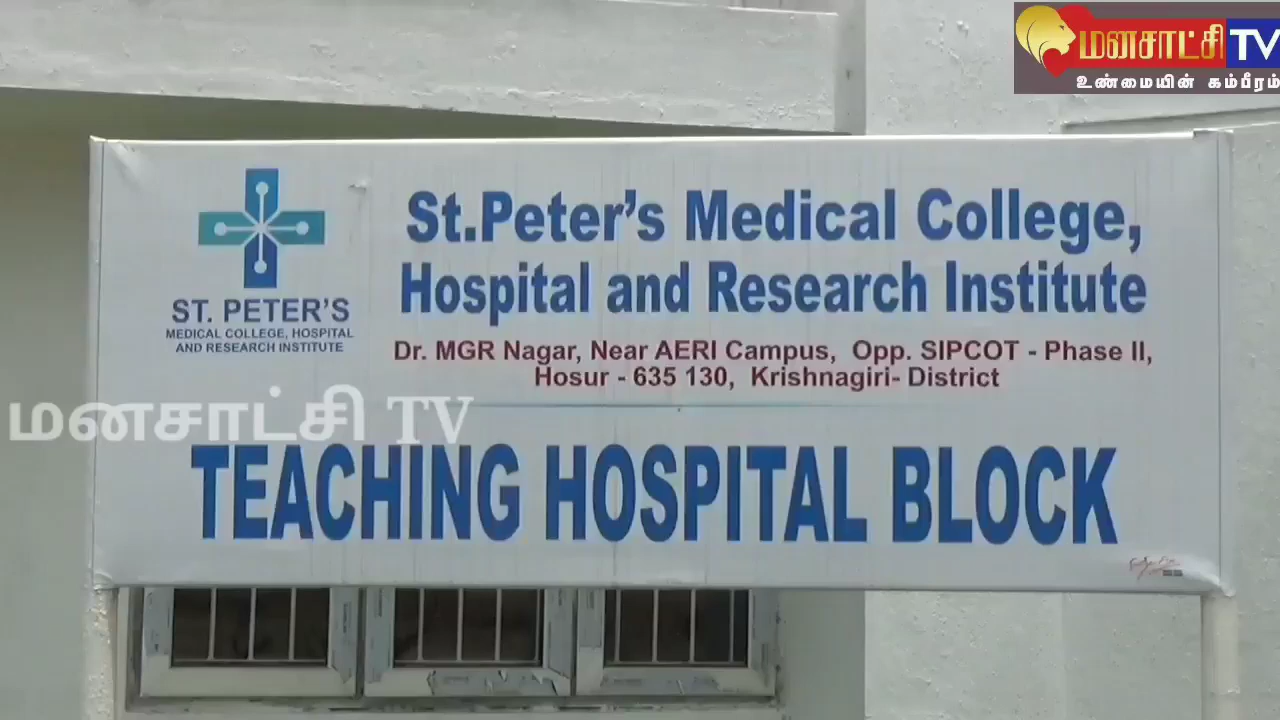 மனசாட்சி TV
உண்மையின் கம்பீரம்
St.Peter's Medical College,
Hospital and Research Institute
ST. PETER'S
MEDICAL COLLEGE, HOSPITAL
AND RESEARCH INSTITUTE
Dr. MGR Nagar, Near AERI Campus, Opp. SIPCOT - Phase II,
Hosur - 635 130, Krishnagiri- District
மனசாட்சி TV
TEACHING HOSPITAL BLOCK